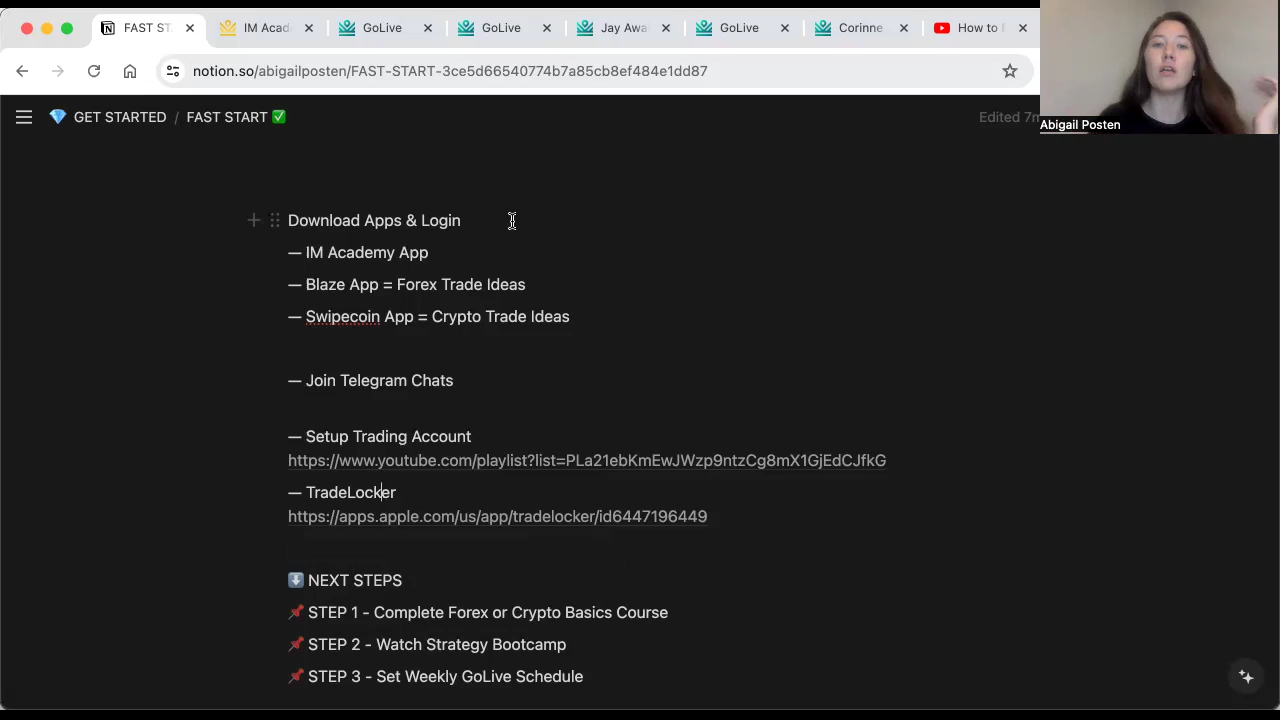 FAST ST
IM Acad
GoLive
GoLive
Jay Awa
GoLive
Corinne
How to
notion.so/abigailposten/FAST-START-3ce5d66540774b7a85cb8ef484e1dd87
GET STARTED / FAST START ✅
Edited 7m
Abigail Posten
Download Apps & Login
— IM Academy App
— Blaze App = Forex Trade Ideas
— Swipecoin App = Crypto Trade Ideas
— Join Telegram Chats
— Setup Trading Account
https://www.youtube.com/playlist?list=PLa21ebKmEwJWzp9ntzCg8mX1GjEdCJfkG
— TradeLocker
https://apps.apple.com/us/app/tradelocker/id6447196449
⬇️ NEXT STEPS
📌 STEP 1 - Complete Forex or Crypto Basics Course
📌 STEP 2 - Watch Strategy Bootcamp
📌 STEP 3 - Set Weekly GoLive Schedule